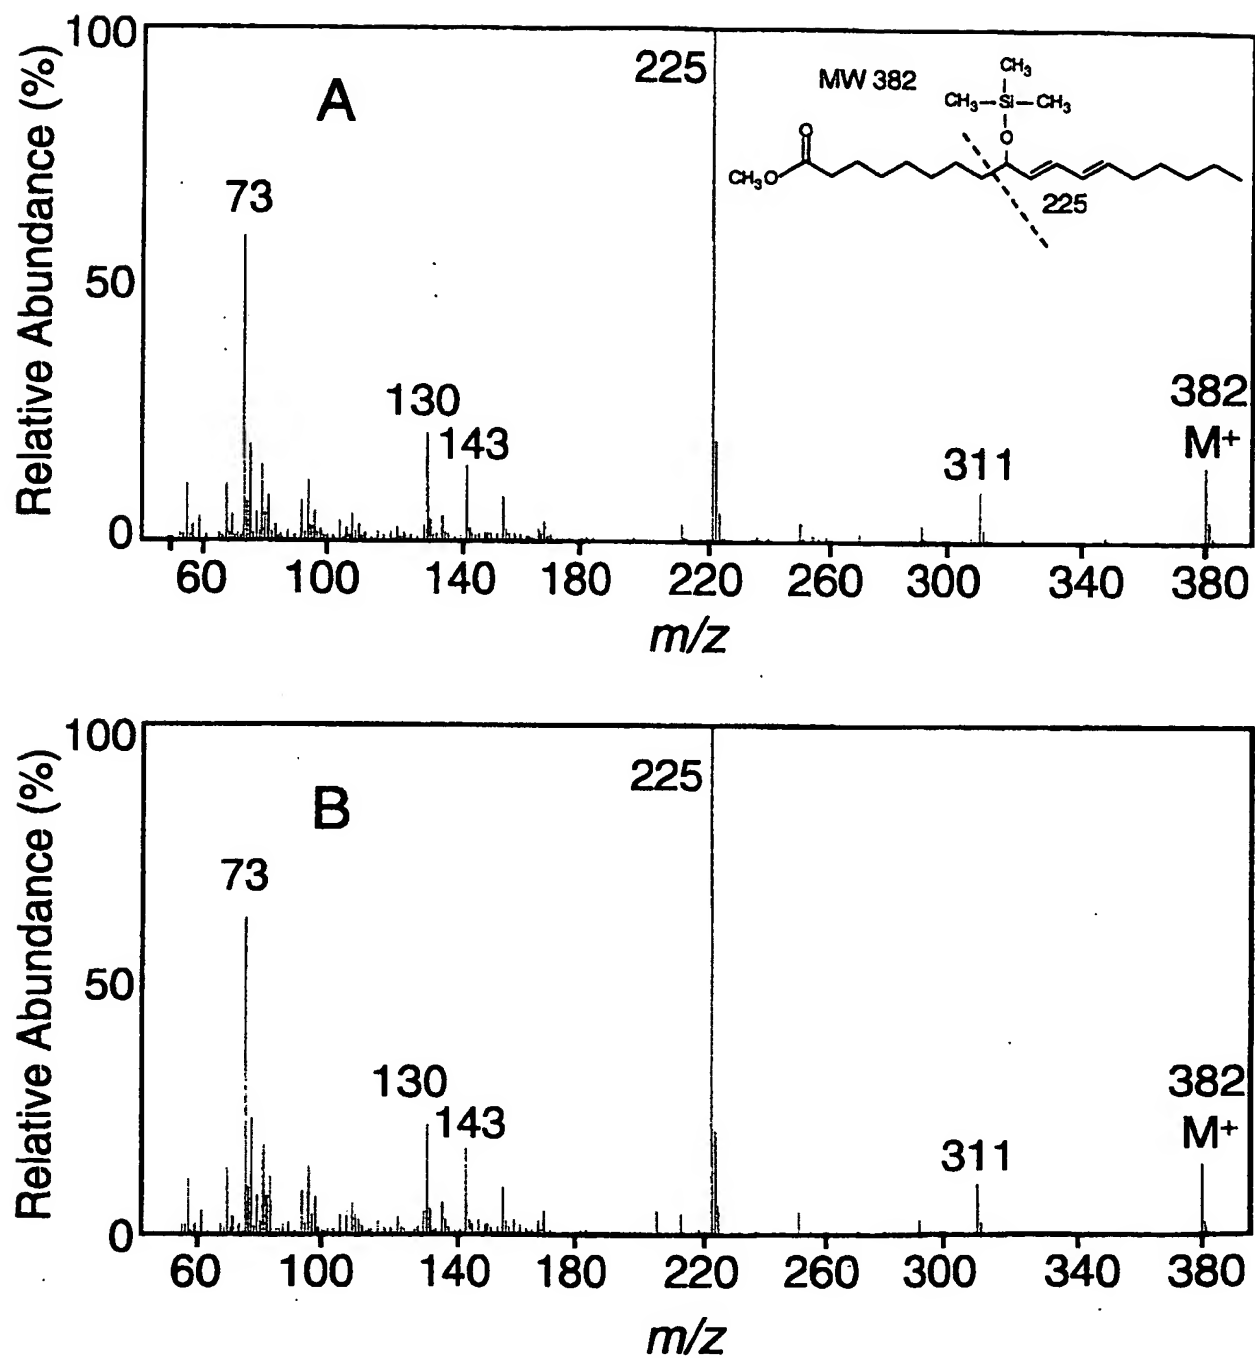 100
225
MW 382
CH₃
CH₃–Si–CH₃
O
O
CH₃O
225
A
73
Relative Abundance (%)
50
130
143
382
M⁺
311
0
60 100 140 180 220 260 300 340 380
m/z
100
225
B
73
Relative Abundance (%)
50
130
143
382
M⁺
311
0
60 100 140 180 220 260 300 340 380
m/z